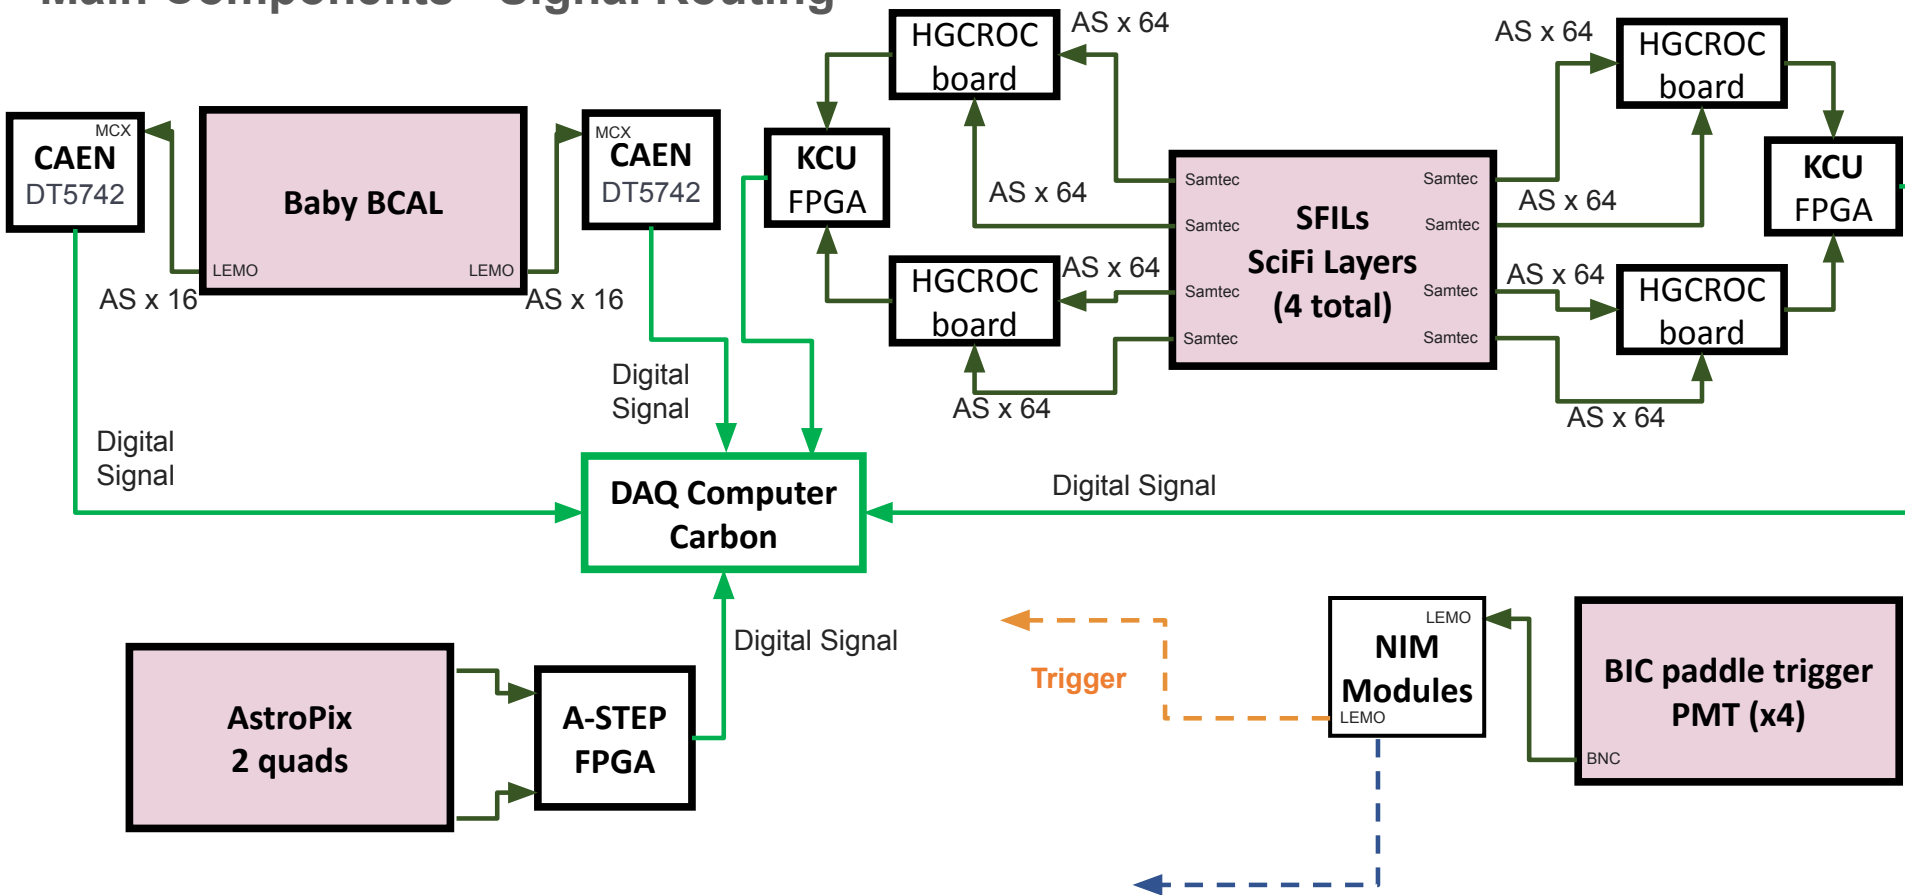 Main Components - Signal Routing
AS x 64
HGCROC
board
AS x 64
HGCROC
board
MCX
CAEN
DT5742
Baby BCAL
LEMO
LEMO
AS x 16
AS x 16
MCX
CAEN
DT5742
KCU
FPGA
AS x 64
Samtec
Samtec
Samtec
Samtec
SFILs
SciFi Layers
(4 total)
Samtec
Samtec
Samtec
Samtec
AS x 64
KCU
FPGA
HGCROC
board
AS x 64
AS x 64
AS x 64
HGCROC
board
AS x 64
Digital
Signal
Digital
Signal
DAQ Computer
Carbon
Digital Signal
Digital Signal
AstroPix
2 quads
A-STEP
FPGA
Trigger
LEMO
NIM
Modules
LEMO
BIC paddle trigger
PMT (x4)
BNC